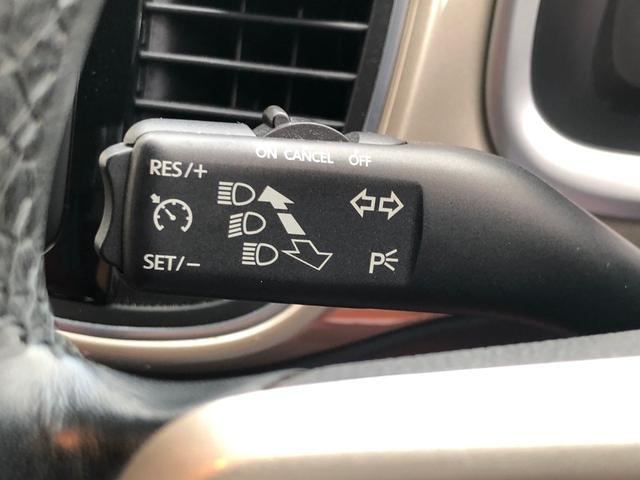 ON CANCEL OFF
RES/+
SET/-
P